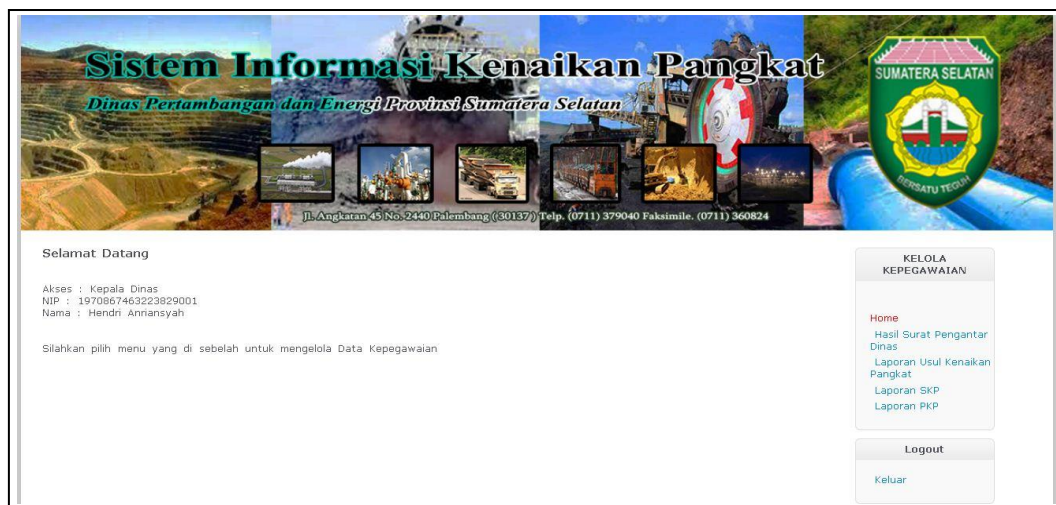 Sistem Informasi Kenaikan Pangkat
Dinas Pertambangan dan Energi Provinsi Sumatera Selatan
SUMATERA SELATAN
BERSATU TEGUH
Jl. Angkatan 45 No. 2440 Palembang ((30137)) Telp. (0711) 379040 Faksimile. (0711) 360824
Selamat Datang
Akses : Kepala Dinas
NIP : 1970867463223829001
Nama : Hendri Anriansyah
Silahkan pilih menu yang di sebelah untuk mengelola Data Kepegawaian
KELOLA
KEPEGAWAIAN
Home
Hasil Surat Pengantar
Dinas
Laporan Usul Kenaikan
Pangkat
Laporan SKP
Laporan PKP
Logout
Keluar